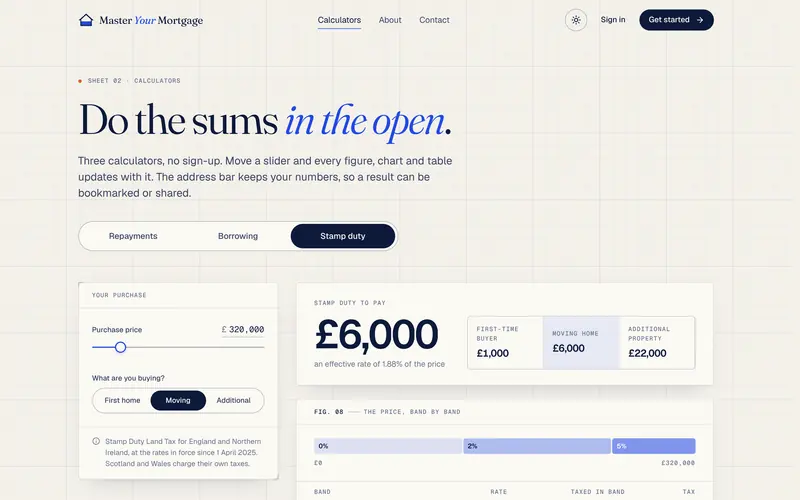 Master Your Mortgage
Calculators
About
Contact
Sign in
Get started →
SHEET 02 · CALCULATORS
Do the sums in the open.
Three calculators, no sign-up. Move a slider and every figure, chart and table
updates with it. The address bar keeps your numbers, so a result can be
bookmarked or shared.
Repayments
Borrowing
Stamp duty
YOUR PURCHASE
Purchase price
£ 320,000
What are you buying?
First home
Moving
Additional
Stamp Duty Land Tax for England and Northern
Ireland, at the rates in force since 1 April 2025.
Scotland and Wales charge their own taxes.
STAMP DUTY TO PAY
£6,000
an effective rate of 1.88% of the price
FIRST-TIME
BUYER
£1,000
MOVING HOME
£6,000
ADDITIONAL
PROPERTY
£22,000
FIG. 08 — THE PRICE, BAND BY BAND
0%
2%
5%
£0
£320,000
BAND
RATE
TAXED IN BAND
TAX